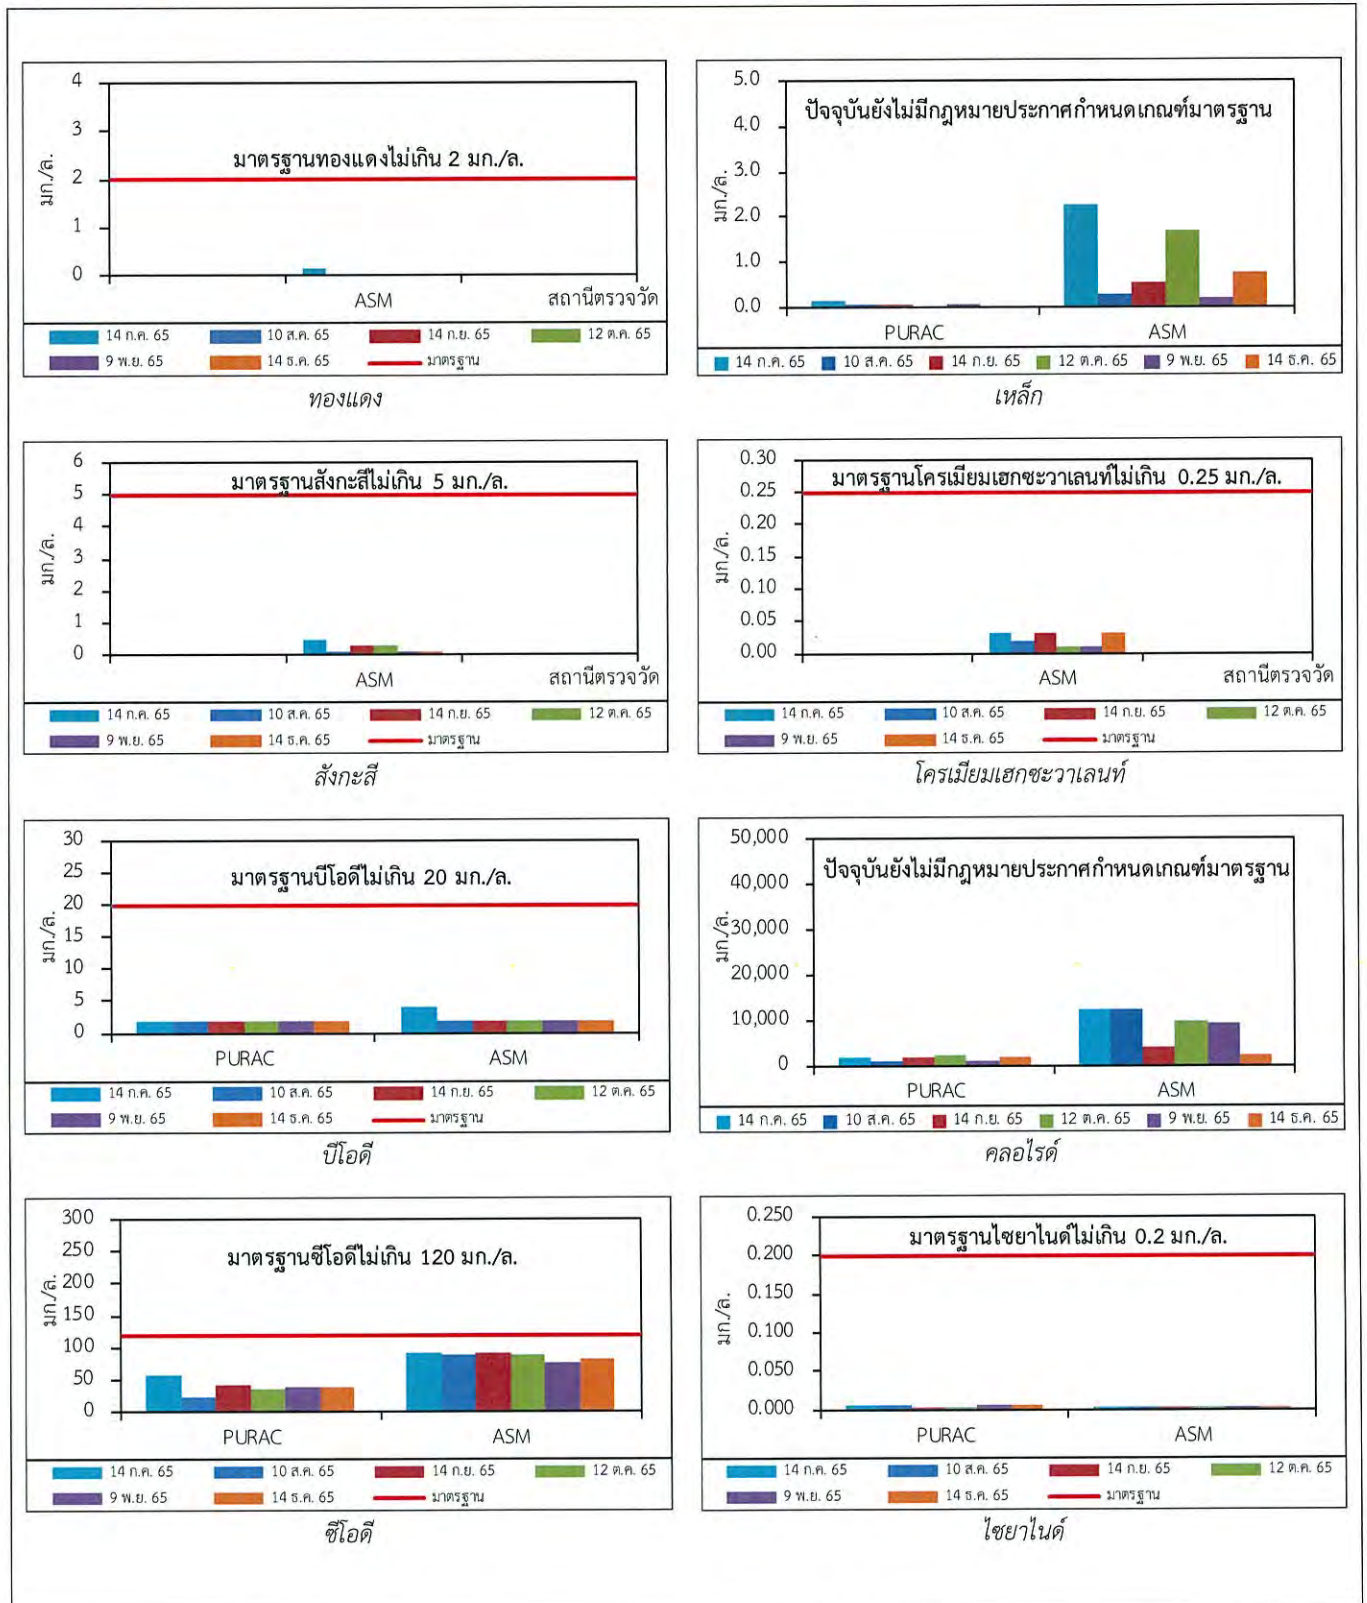 4
3
2
1
0
มก./ล.
มาตรฐานทองแดงไม่เกิน 2 มก./ล.
ASM
สถานีตรวจวัด
14 ก.ค. 65 10 ส.ค. 65 14 ก.ย. 65 12 ต.ค. 65
9 พ.ย. 65 14 ธ.ค. 65 มาตรฐาน
ทองแดง
5.0
4.0
3.0
2.0
1.0
0.0
มก./ล.
ปัจจุบันยังไม่มีกฎหมายประกาศกำหนดเกณฑ์มาตรฐาน
PURAC ASM
14 ก.ค. 65 10 ส.ค. 65 14 ก.ย. 65 12 ต.ค. 65 9 พ.ย. 65 14 ธ.ค. 65
เหล็ก
6
5
4
3
2
1
0
มก./ล.
มาตรฐานสังกะสีไม่เกิน 5 มก./ล.
ASM
สถานีตรวจวัด
14 ก.ค. 65 10 ส.ค. 65 14 ก.ย. 65 12 ต.ค. 65
9 พ.ย. 65 14 ธ.ค. 65 มาตรฐาน
สังกะสี
0.30
0.25
0.20
0.15
0.10
0.05
0.00
มก./ล.
มาตรฐานโครเมียมเฮกซะวาเลนท์ไม่เกิน 0.25 มก./ล.
ASM
สถานีตรวจวัด
14 ก.ค. 65 10 ส.ค. 65 14 ก.ย. 65 12 ต.ค. 65
9 พ.ย. 65 14 ธ.ค. 65 มาตรฐาน
โครเมียมเฮกซะวาเลนท์
30
25
20
15
10
5
0
มก./ล.
มาตรฐานบีโอดีไม่เกิน 20 มก./ล.
PURAC ASM
14 ก.ค. 65 10 ส.ค. 65 14 ก.ย. 65 12 ต.ค. 65
9 พ.ย. 65 14 ธ.ค. 65 มาตรฐาน
บีโอดี
50,000
40,000
30,000
20,000
10,000
0
มก./ล.
ปัจจุบันยังไม่มีกฎหมายประกาศกำหนดเกณฑ์มาตรฐาน
PURAC ASM
14 ก.ค. 65 10 ส.ค. 65 14 ก.ย. 65 12 ต.ค. 65 9 พ.ย. 65 14 ธ.ค. 65
คลอไรด์
300
250
200
150
100
50
0
มก./ล.
มาตรฐานซีโอดีไม่เกิน 120 มก./ล.
PURAC ASM
14 ก.ค. 65 10 ส.ค. 65 14 ก.ย. 65 12 ต.ค. 65
9 พ.ย. 65 14 ธ.ค. 65 มาตรฐาน
ซีโอดี
0.250
0.200
0.150
0.100
0.050
0.000
มก./ล.
มาตรฐานไซยาไนด์ไม่เกิน 0.2 มก./ล.
PURAC ASM
14 ก.ค. 65 10 ส.ค. 65 14 ก.ย. 65 12 ต.ค. 65
9 พ.ย. 65 14 ธ.ค. 65 มาตรฐาน
ไซยาไนด์